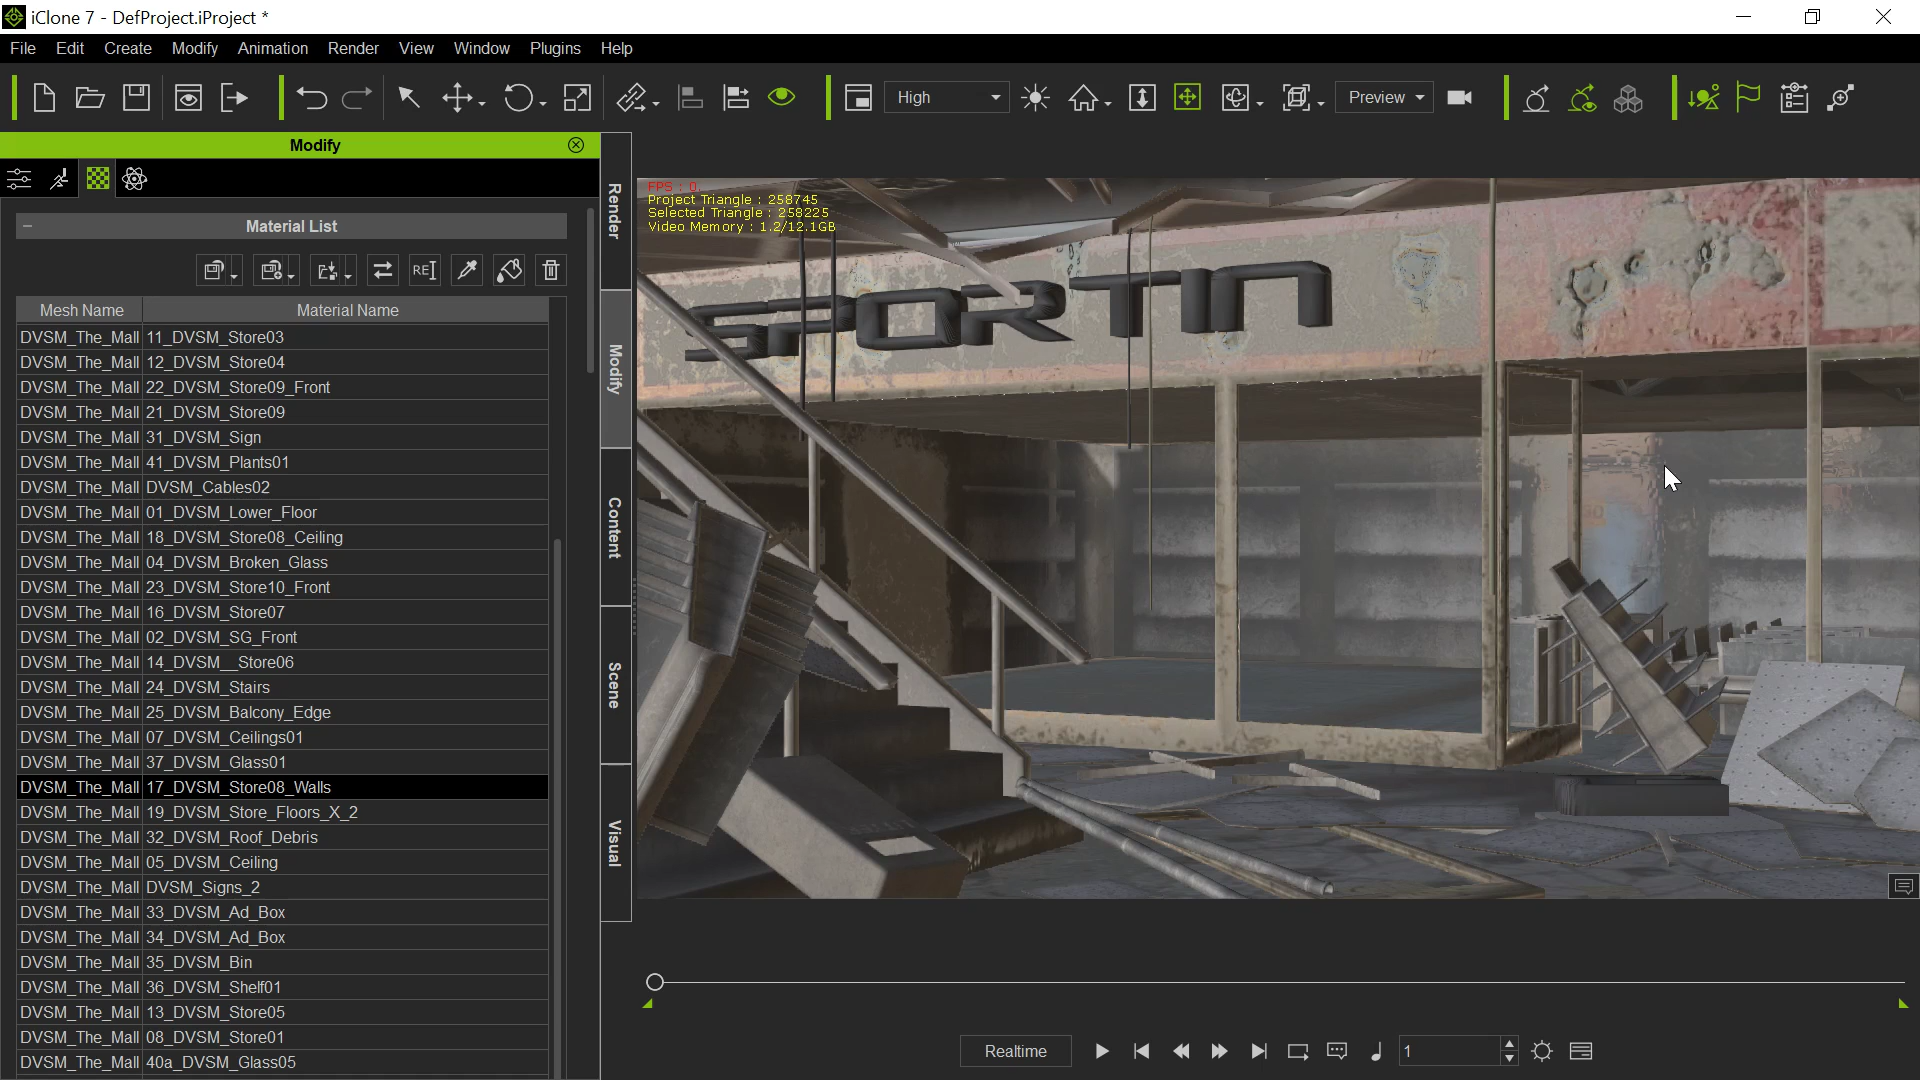 iClone 7 - DefProject.iProject *
File Edit Create Modify Animation Render View Window Plugins Help
High
Preview
Modify
Material List
REI
Mesh Name Material Name
DVSM_The_Mall 11_DVSM_Store03
DVSM_The_Mall 12_DVSM_Store04
DVSM_The_Mall 22_DVSM_Store09_Front
DVSM_The_Mall 21_DVSM_Store09
DVSM_The_Mall 31_DVSM_Sign
DVSM_The_Mall 41_DVSM_Plants01
DVSM_The_Mall DVSM_Cables02
DVSM_The_Mall 01_DVSM_Lower_Floor
DVSM_The_Mall 18_DVSM_Store08_Ceiling
DVSM_The_Mall 04_DVSM_Broken_Glass
DVSM_The_Mall 23_DVSM_Store10_Front
DVSM_The_Mall 16_DVSM_Store07
DVSM_The_Mall 02_DVSM_SG_Front
DVSM_The_Mall 14_DVSM__Store06
DVSM_The_Mall 24_DVSM_Stairs
DVSM_The_Mall 25_DVSM_Balcony_Edge
DVSM_The_Mall 07_DVSM_Ceilings01
DVSM_The_Mall 37_DVSM_Glass01
DVSM_The_Mall 17_DVSM_Store08_Walls
DVSM_The_Mall 19_DVSM_Store_Floors_X_2
DVSM_The_Mall 32_DVSM_Roof_Debris
DVSM_The_Mall 05_DVSM_Ceiling
DVSM_The_Mall DVSM_Signs_2
DVSM_The_Mall 33_DVSM_Ad_Box
DVSM_The_Mall 34_DVSM_Ad_Box
DVSM_The_Mall 35_DVSM_Bin
DVSM_The_Mall 36_DVSM_Shelf01
DVSM_The_Mall 13_DVSM_Store05
DVSM_The_Mall 08_DVSM_Store01
DVSM_The_Mall 40a_DVSM_Glass05
Render
Modify
Content
Scene
Visual
FPS : 0
Project Triangle : 258745
Selected Triangle : 258225
Video Memory : 1.2/12.1GB
SPORTIN
Realtime
1